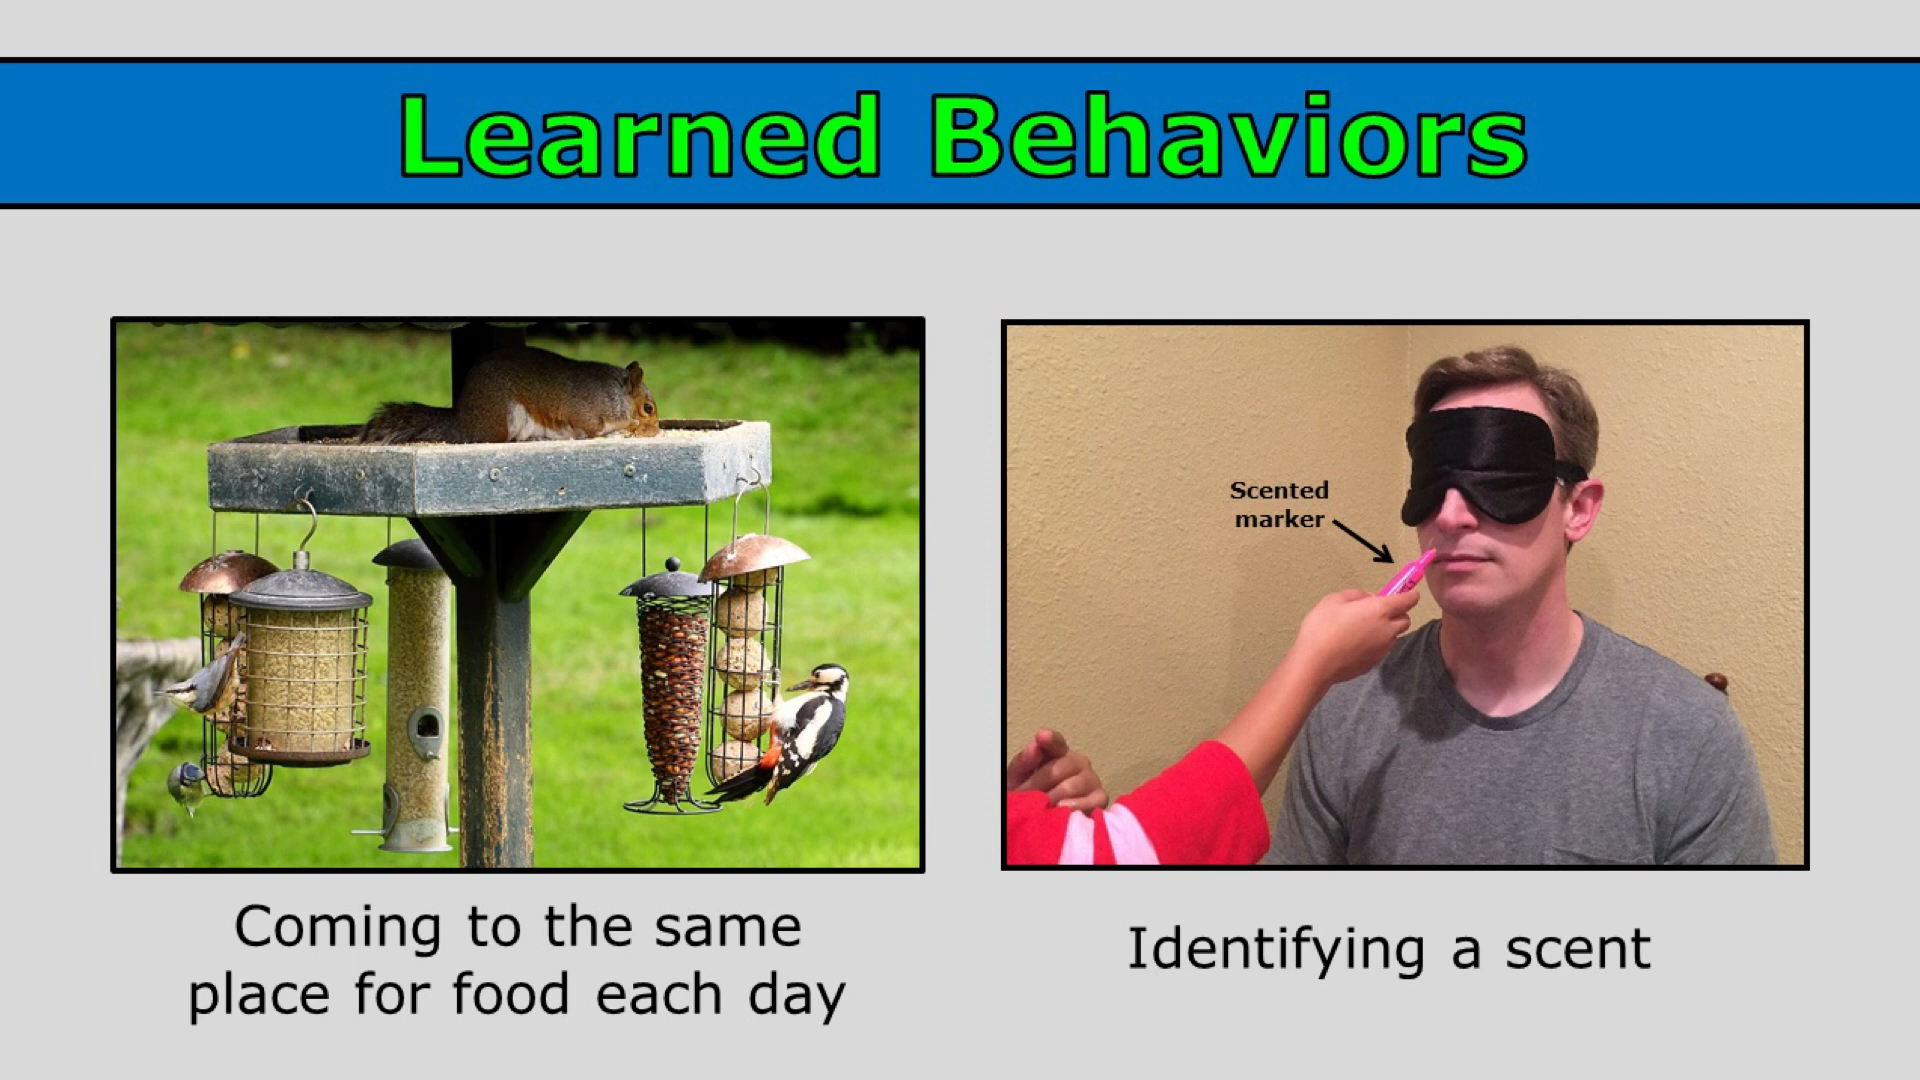 Learned Behaviors
Scented
marker
Coming to the same
place for food each day
Identifying a scent